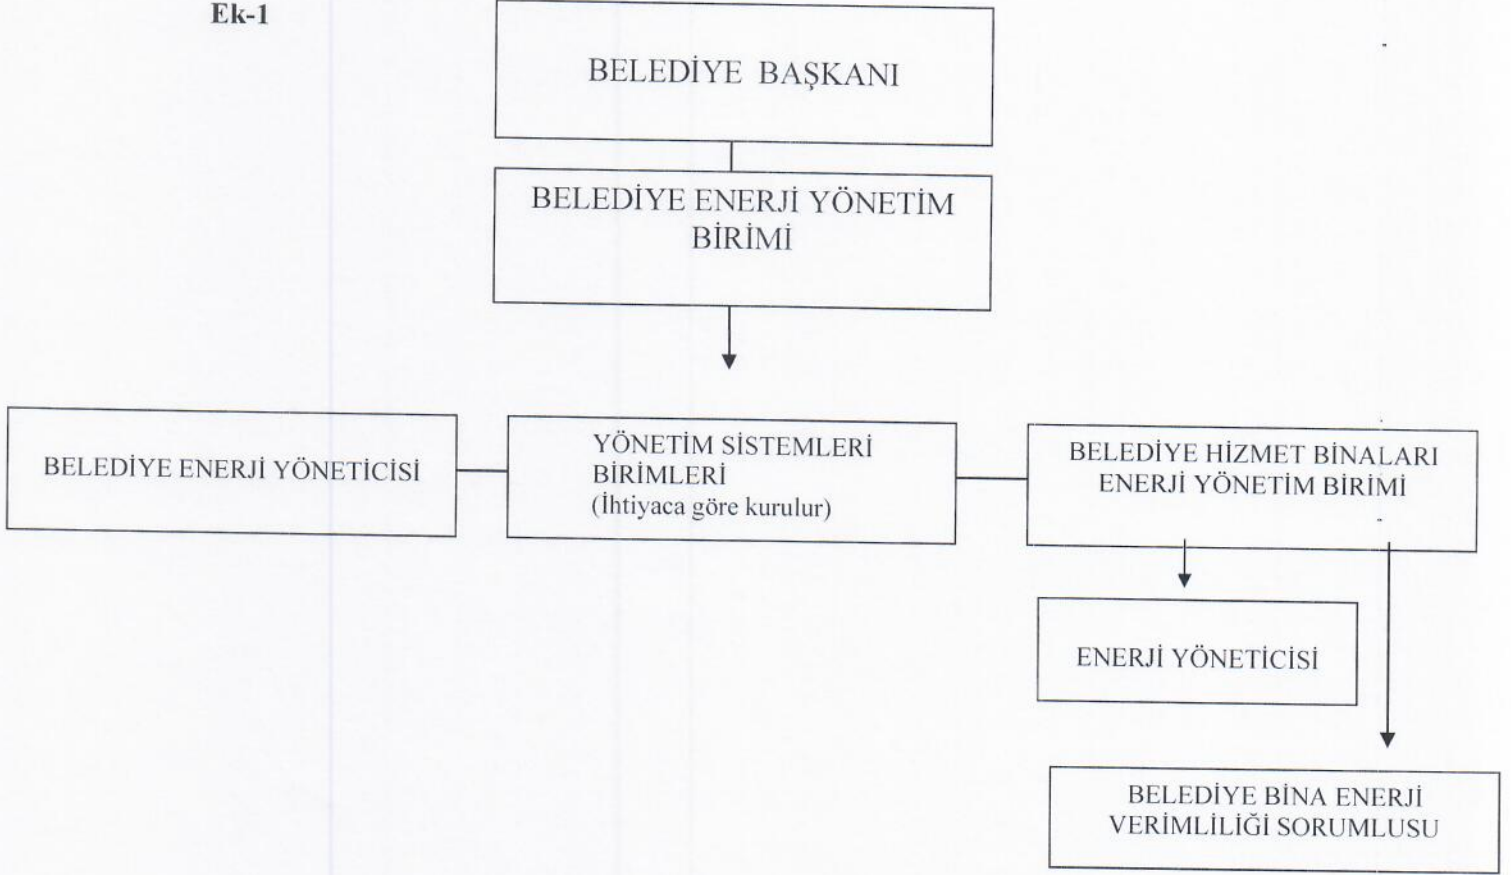 Ek-1
BELEDİYE BAŞKANI
BELEDİYE ENERJİ YÖNETİM
BİRİMİ
BELEDİYE ENERJİ YÖNETİCİSİ
YÖNETİM SİSTEMLERİ
BİRİMLERİ
(İhtiyaca göre kurulur)
BELEDİYE HİZMET BİNALARI
ENERJİ YÖNETİM BİRİMİ
ENERJİ YÖNETİCİSİ
BELEDİYE BİNA ENERJİ
VERİMLİLİĞİ SORUMLUSU